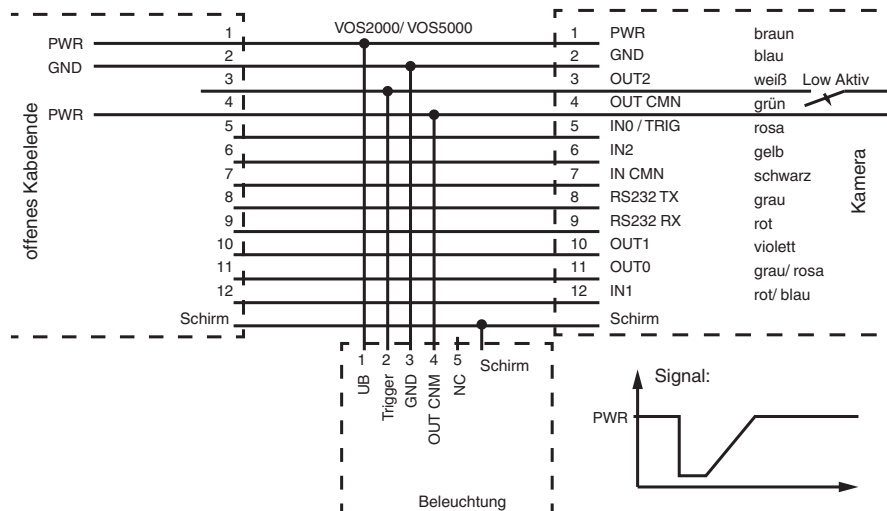 VOS2000/ VOS5000
offenes Kabelende
PWR 1
GND 2
3
PWR 4
5
6
7
8
9
10
11
12
Schirm
1 PWR braun
2 GND blau
3 OUT2 weiß Low Aktiv
4 OUT CMN grün
5 IN0 / TRIG rosa
6 IN2 gelb
7 IN CMN schwarz
8 RS232 TX grau
9 RS232 RX rot
10 OUT1 violett
11 OUT0 grau/ rosa
12 IN1 rot/ blau
Schirm
Kamera
1 2 3 4 5 Schirm
UB
Trigger
GND
OUT CNM
NC
Beleuchtung
Signal:
PWR